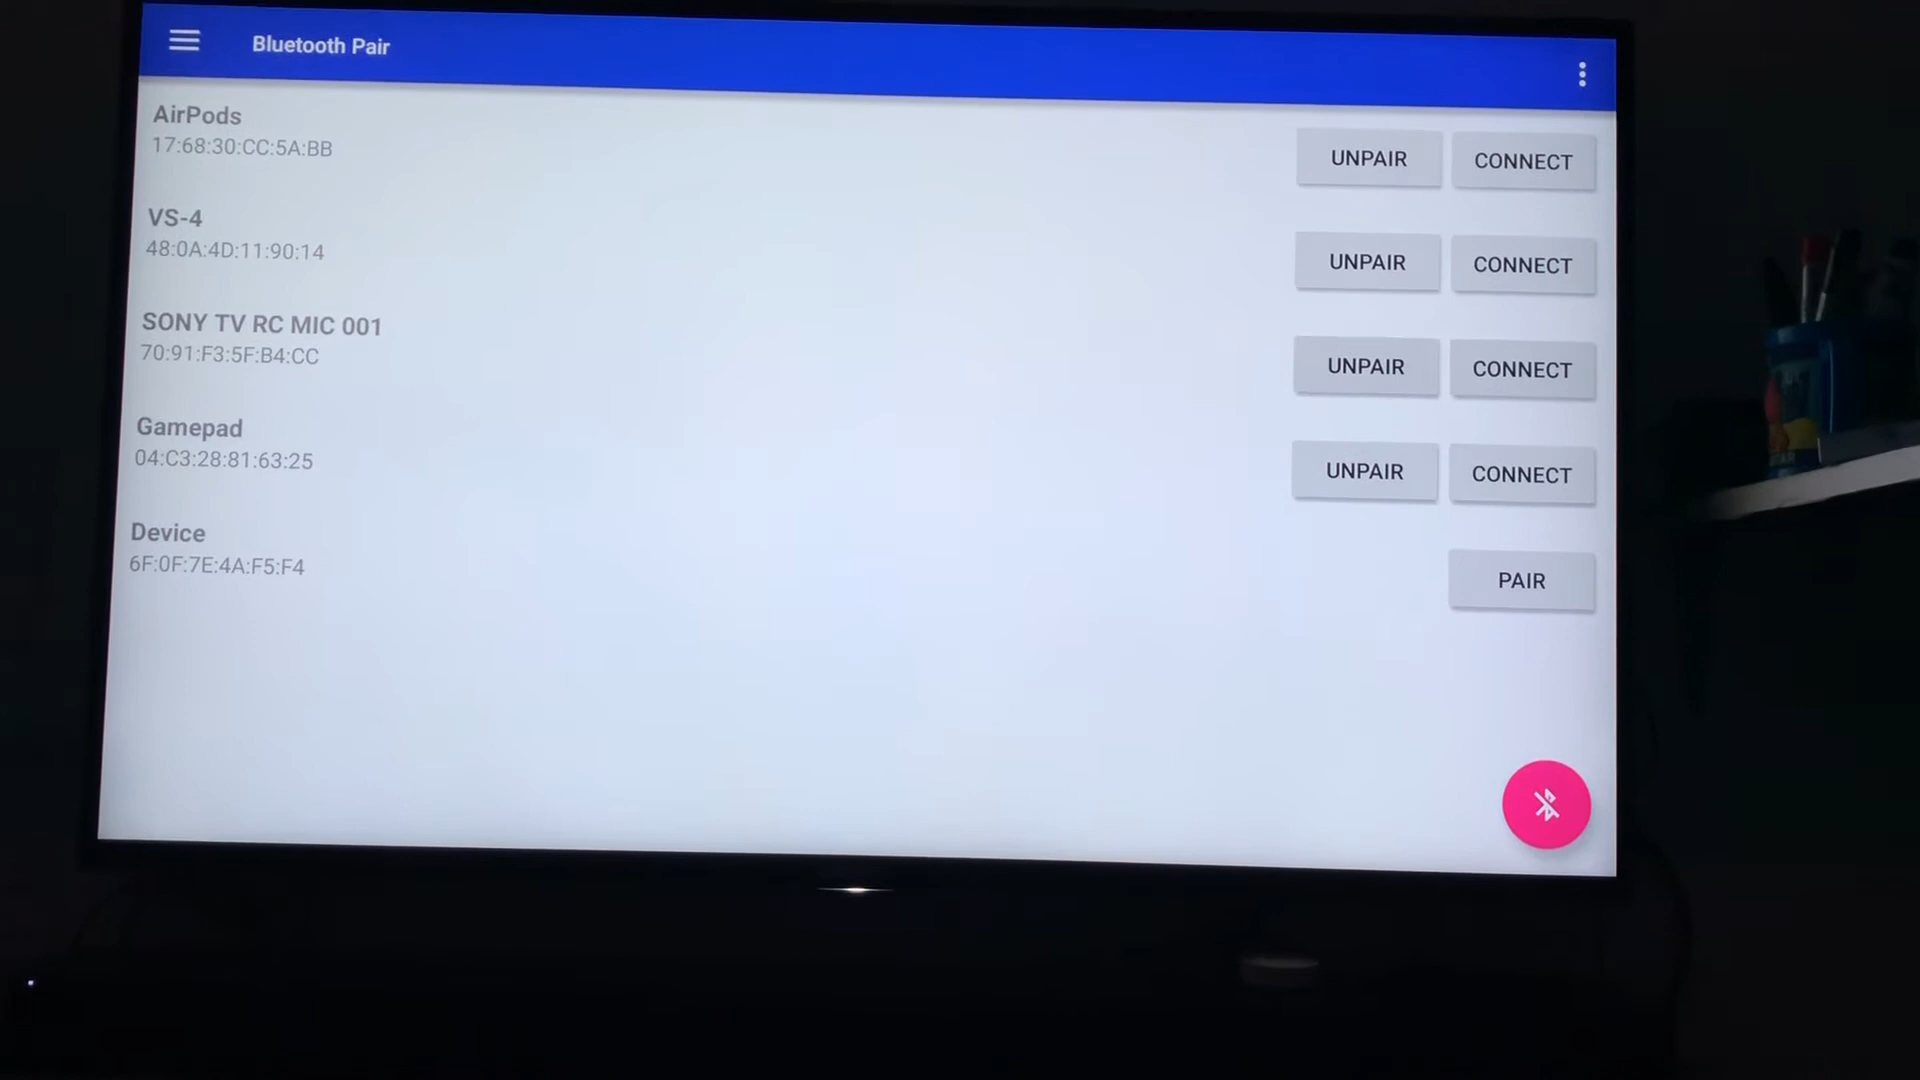 Bluetooth Pair
AirPods
17:68:30:CC:5A:BB
UNPAIR CONNECT
VS-4
48:0A:4D:11:90:14
UNPAIR CONNECT
SONY TV RC MIC 001
70:91:F3:5F:B4:CC
UNPAIR CONNECT
Gamepad
04:C3:28:81:63:25
UNPAIR CONNECT
Device
6F:0F:7E:4A:F5:F4
PAIR